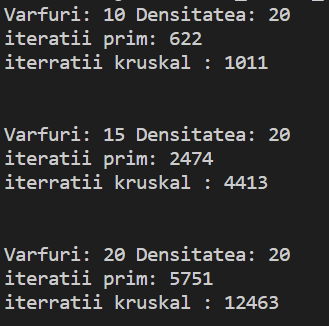 Varfuri: 10 Densitatea: 20
iteratii prim: 622
iterratii kruskal : 1011
Varfuri: 15 Densitatea: 20
iteratii prim: 2474
iterratii kruskal : 4413
Varfuri: 20 Densitatea: 20
iteratii prim: 5751
iterratii kruskal : 12463